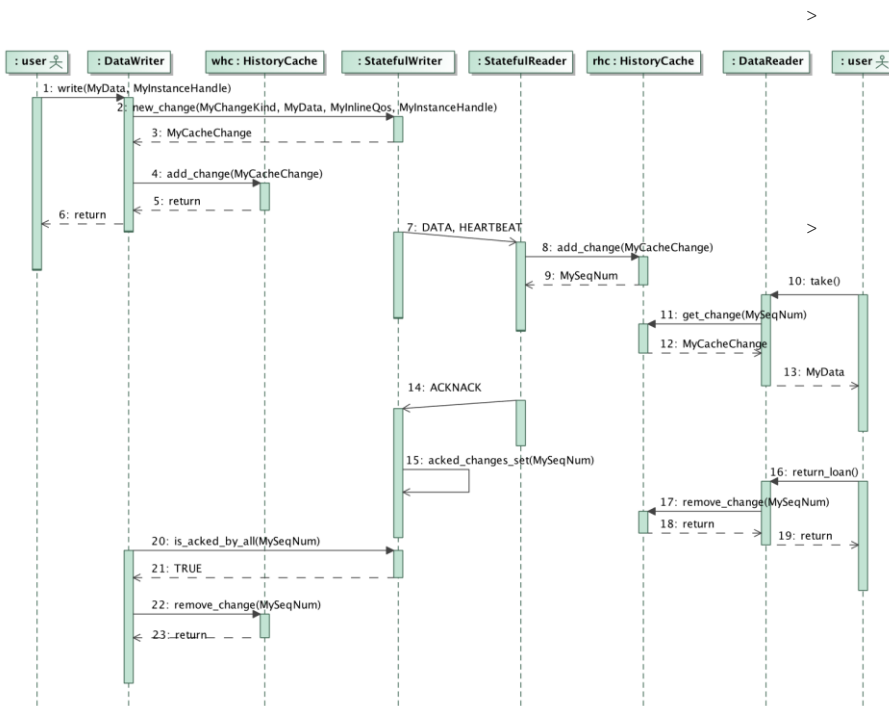 >
: user
: DataWriter
whc : HistoryCache
: StatefulWriter
: StatefulReader
rhc : HistoryCache
: DataReader
: user
1: write(MyData, MyInstanceHandle)
2: new_change(MyChangeKind, MyData, MyInlineQos, MyInstanceHandle)
3: MyCacheChange
4: add_change(MyCacheChange)
5: return
6: return
7: DATA, HEARTBEAT
>
8: add_change(MyCacheChange)
9: MySeqNum
10: take()
11: get_change(MySeqNum)
12: MyCacheChange
13: MyData
14: ACKNACK
15: acked_changes_set(MySeqNum)
16: return_loan()
17: remove_change(MySeqNum)
18: return
19: return
20: is_acked_by_all(MySeqNum)
21: TRUE
22: remove_change(MySeqNum)
23: return